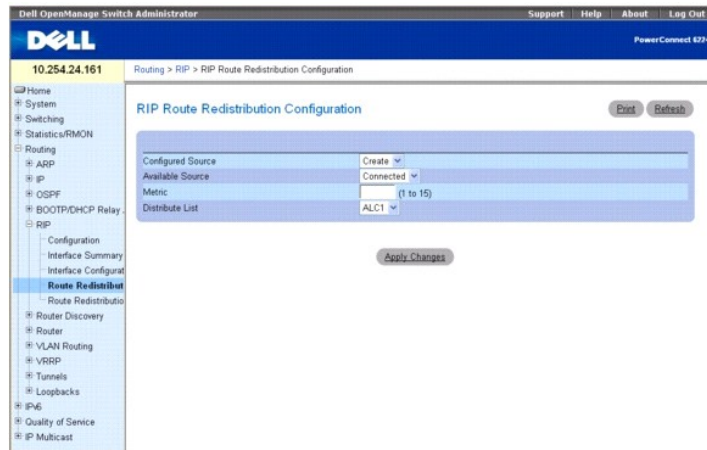 Dell OpenManage Switch Administrator
Support Help About Log Out
DELL
PowerConnect 622
10.254.24.161
Routing > RIP > RIP Route Redistribution Configuration
Home
System
Switching
Statistics/RMON
Routing
ARP
IP
OSPF
BOOTP/DHCP Relay
RIP
Configuration
Interface Summary
Interface Configurat
Route Redistribut
Route Redistributio
Router Discovery
Router
VLAN Routing
VRRP
Tunnels
Loopbacks
IPv6
Quality of Service
IP Multicast
RIP Route Redistribution Configuration
Print Refresh
Configured Source Create
Available Source Connected
Metric (1 to 15)
Distribute List ALC1
Apply Changes